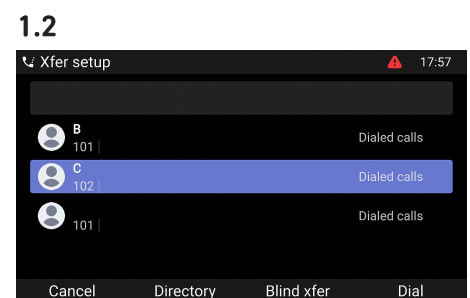 1.2
Xfer setup 17:57
B
101 | Dialed calls
C
102 | Dialed calls
101 | Dialed calls
Cancel Directory Blind xfer Dial